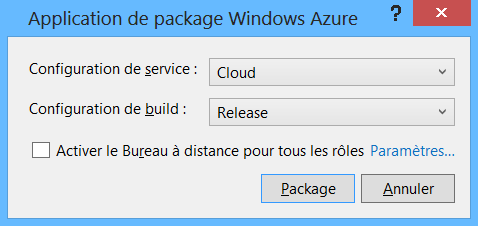 Application de package Windows Azure ? x
Configuration de service : Cloud
Configuration de build : Release
Activer le Bureau à distance pour tous les rôles Paramètres...
Package Annuler